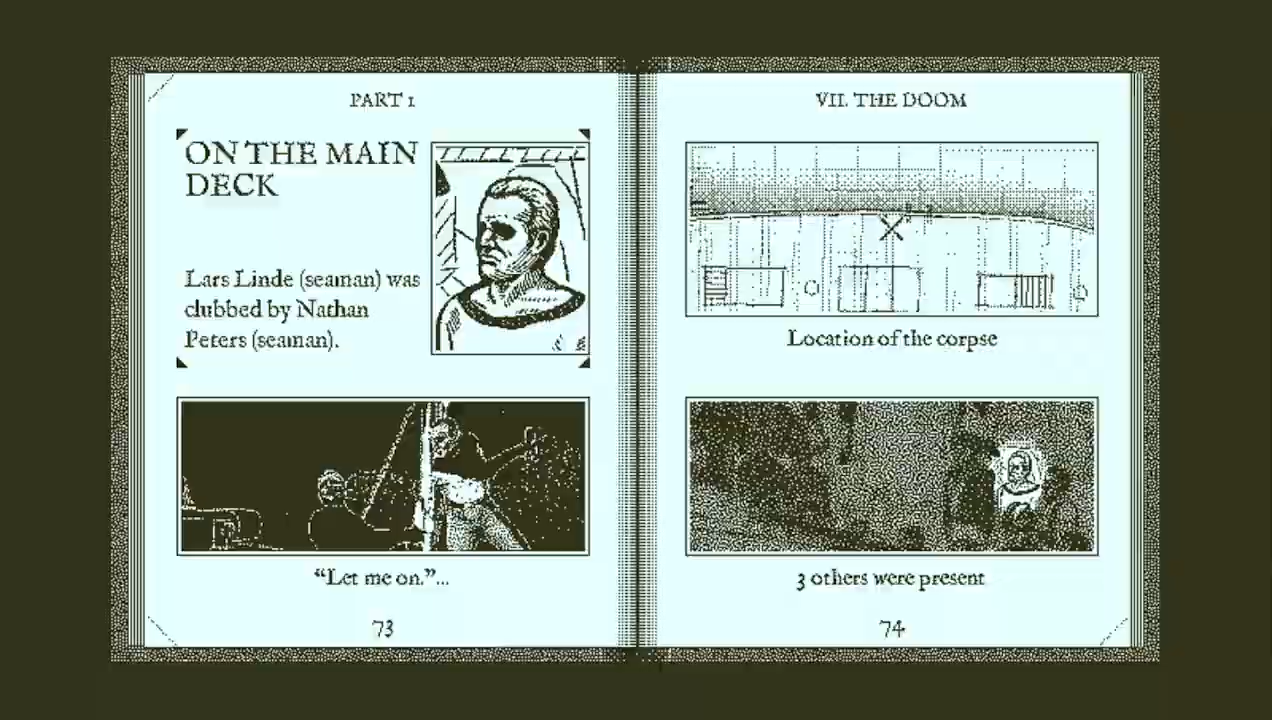 PART 1
ON THE MAIN
DECK
Lars Linde (seaman) was
clubbed by Nathan
Peters (seaman).
“Let me on.”...
73
VII. THE DOOM
Location of the corpse
3 others were present
74